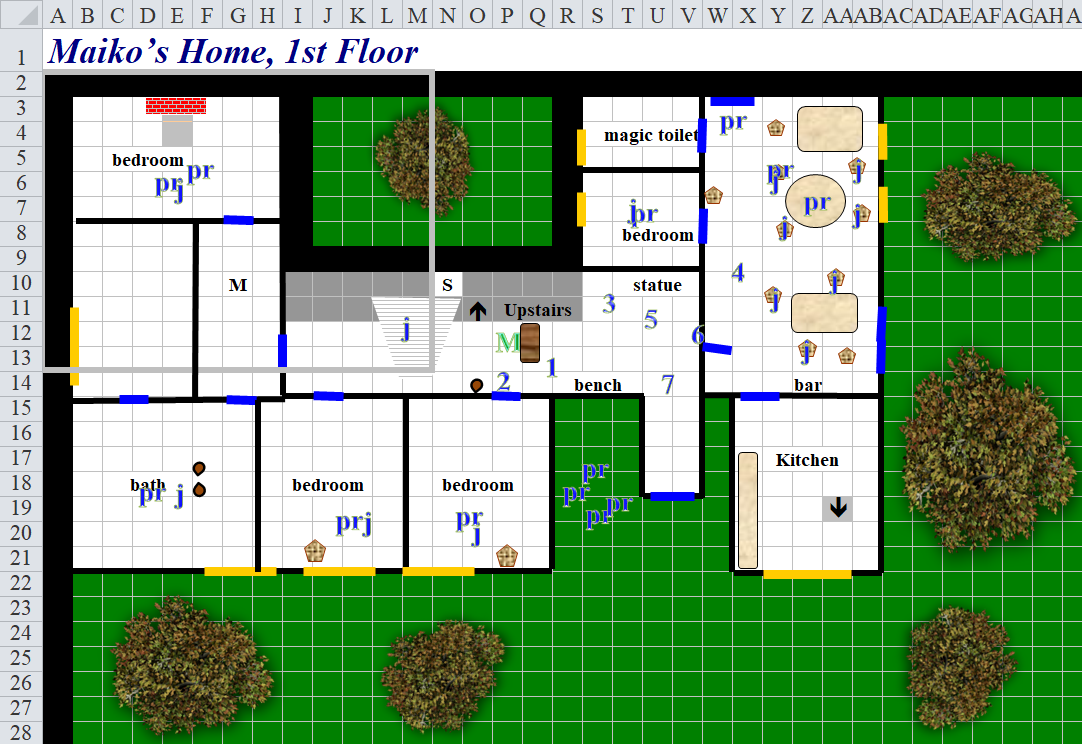 A B C D E F G H I J K L M N O P Q R S T U V W X Y Z AA AB AC AD AE AF AG AH A
1 Maiko’s Home, 1st Floor
2
3
4 pr magic toilet
5 bedroom
6 pr pr j
prj j
7 pr
8 jpr j j
bedroom
9
10 M S statue 4 j
11 Upstairs 3 j
12 j M 5 6
13 1 j
14 2 bench 7 bar
15
16
17 Kitchen
pr
18 bath bedroom bedroom
pr j pr
19 pr
prj pr pr
20 j
21
22
23
24
25
26
27
28